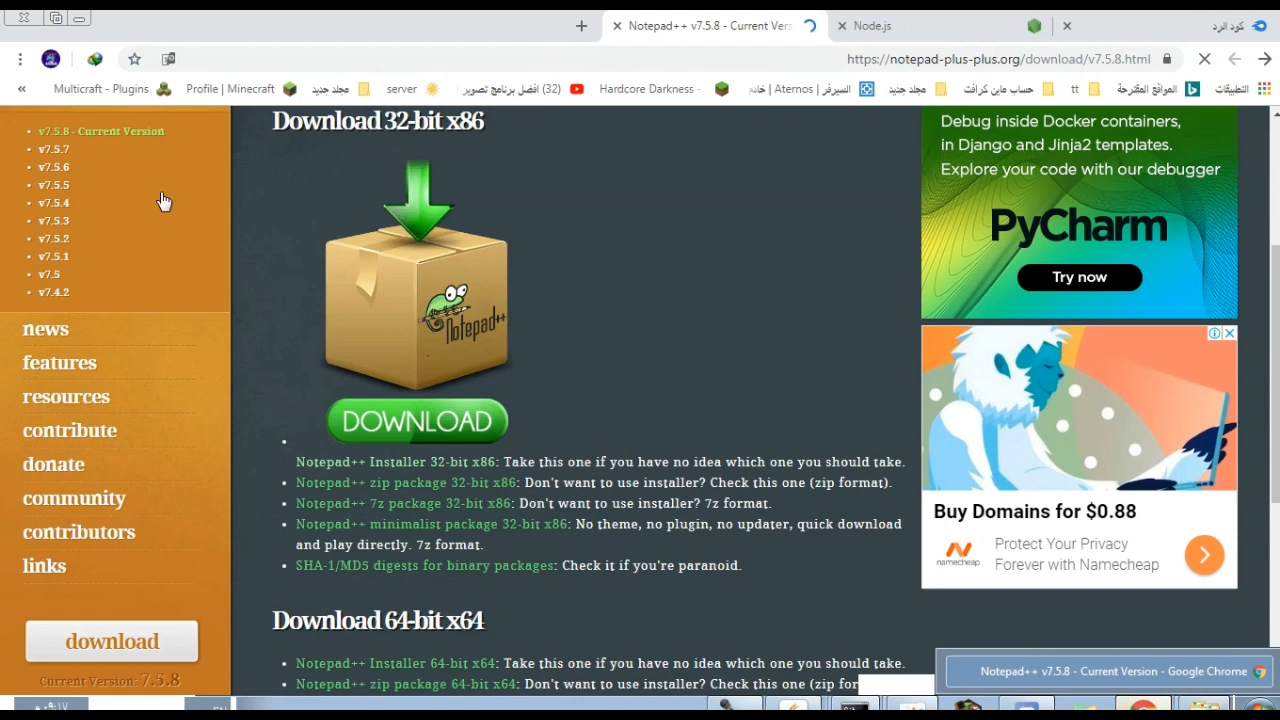 Notepad++ v7.5.8 - Current Vers
Node.js
كود الرد
https://notepad-plus-plus.org/download/v7.5.8.html
«
Multicraft - Plugins
Profile | Minecraft
مجلد جديد
server
(32) افضل برنامج تصوير
Hardcore Darkness -
السيرفر | Aternos | خادم
مجلد جديد
حساب ماين كرافت
tt
المواقع المقترحة
التطبيقات
v7.5.8 - Current Version
v7.5.7
v7.5.6
v7.5.5
v7.5.4
v7.5.3
v7.5.2
v7.5.1
v7.5
v7.4.2
news
features
resources
contribute
donate
community
contributors
links
download
Current Version: 7.5.8
Download 32-bit x86
Notepad++
DOWNLOAD
Notepad++ Installer 32-bit x86: Take this one if you have no idea which one you should take.
Notepad++ zip package 32-bit x86: Don't want to use installer? Check this one (zip format).
Notepad++ 7z package 32-bit x86: Don't want to use installer? 7z format.
Notepad++ minimalist package 32-bit x86: No theme, no plugin, no updater, quick download
and play directly. 7z format.
SHA-1/MD5 digests for binary packages: Check it if you're paranoid.
Download 64-bit x64
Notepad++ Installer 64-bit x64: Take this one if you have no idea which one you should take.
Notepad++ zip package 64-bit x64: Don't want to use installer? Check this one (zip for
Debug inside Docker containers,
in Django and Jinja2 templates.
Explore your code with our debugger
PyCharm
Try now
Buy Domains for $0.88
Protect Your Privacy
Forever with Namecheap
namecheap
Notepad++ v7.5.8 - Current Version - Google Chrome